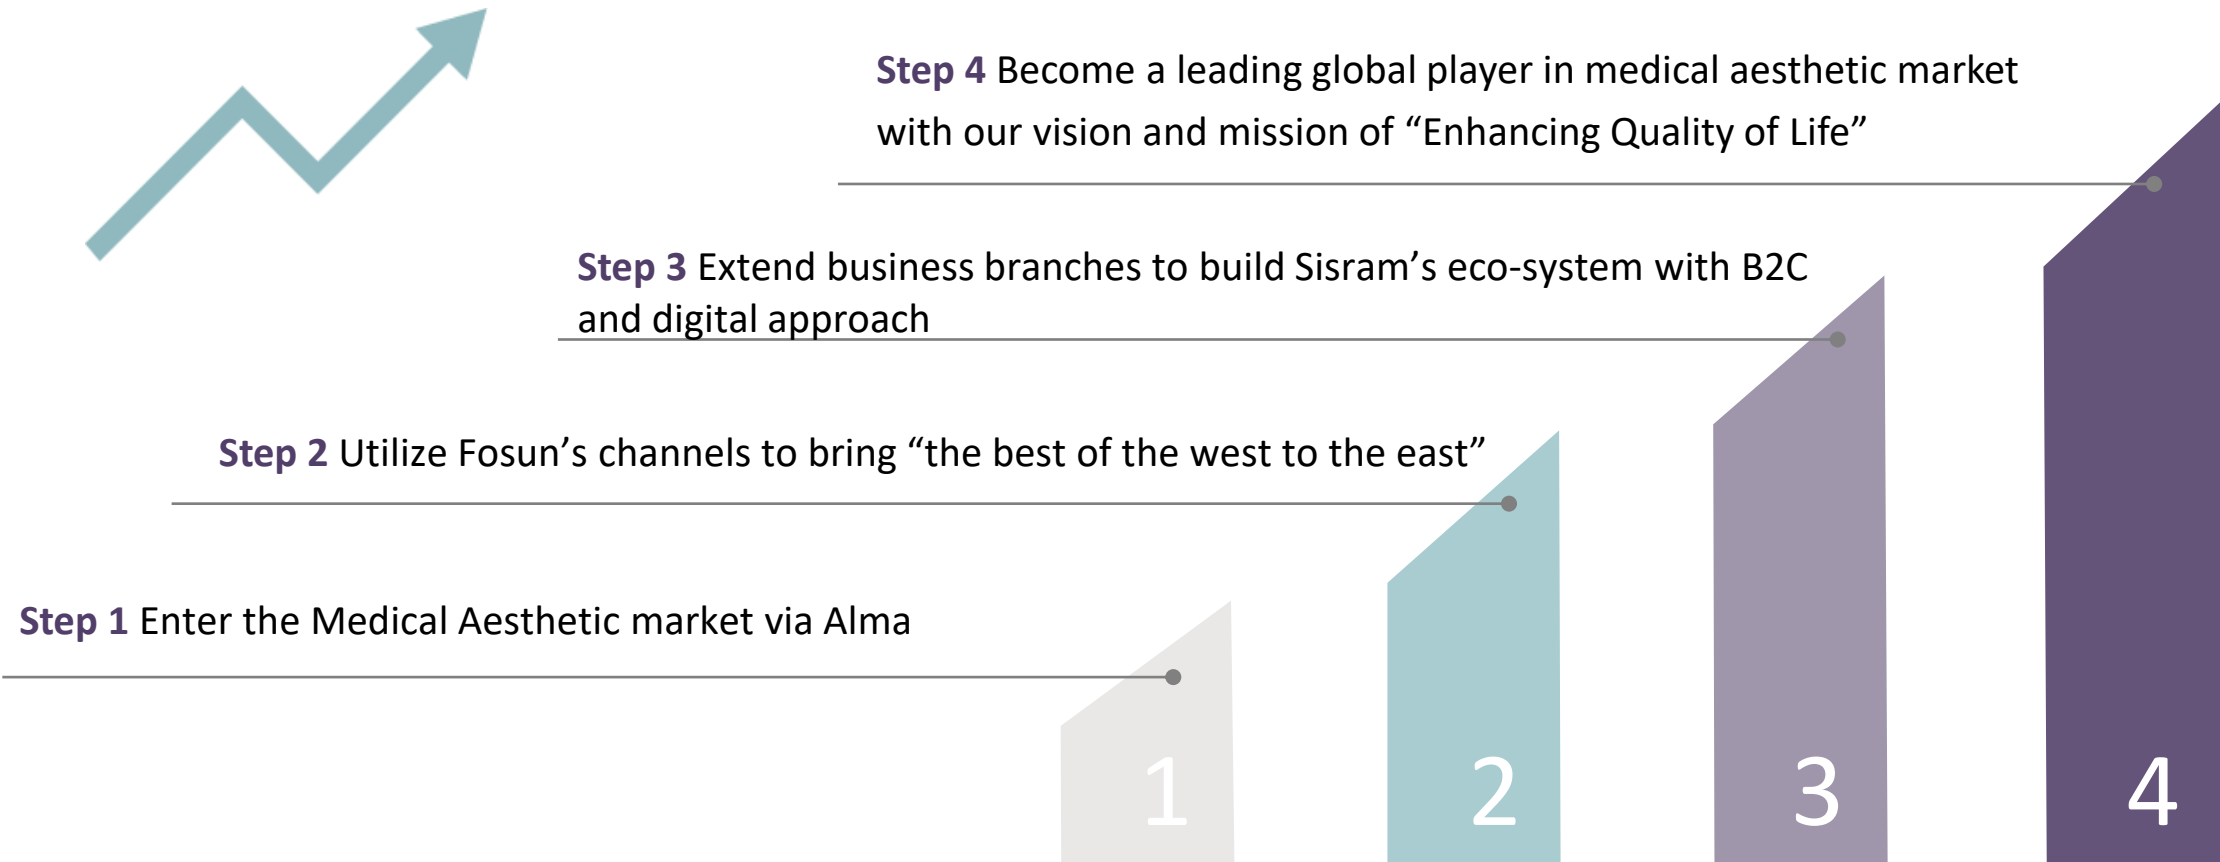 Step 4 Become a leading global player in medical aesthetic market
with our vision and mission of “Enhancing Quality of Life”
Step 3 Extend business branches to build Sisram’s eco-system with B2C
and digital approach
Step 2 Utilize Fosun’s channels to bring “the best of the west to the east”
Step 1 Enter the Medical Aesthetic market via Alma
1
2
3
4